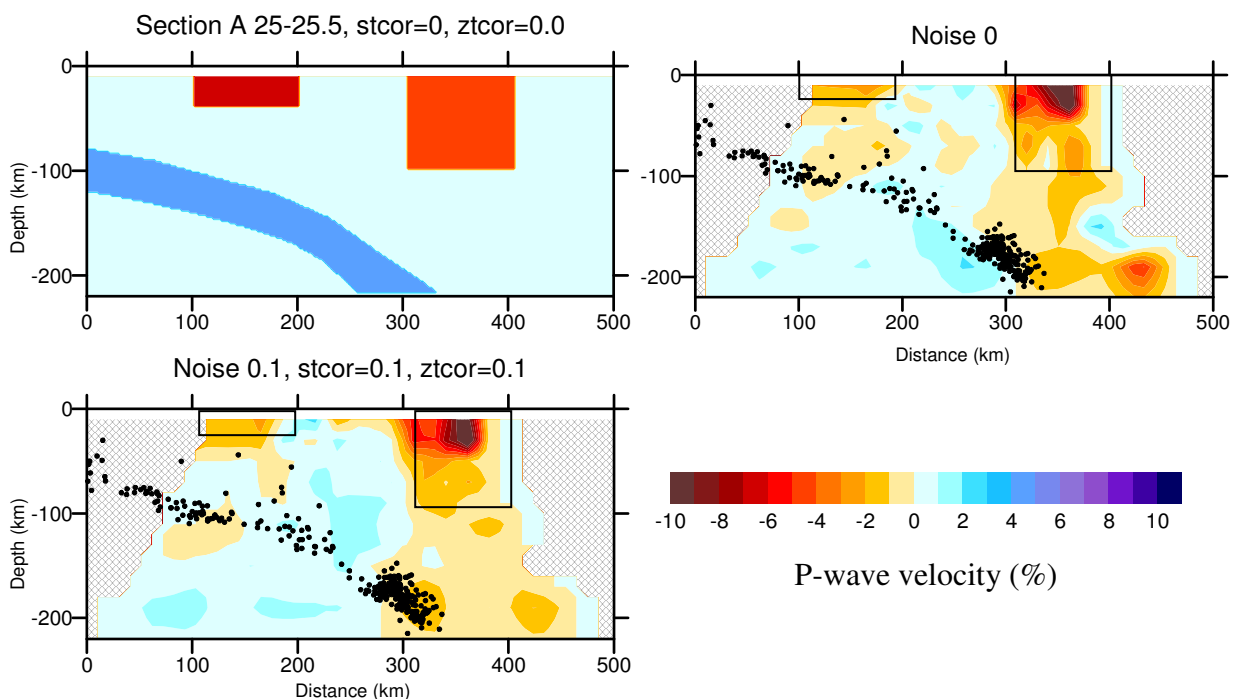 Section A 25-25.5, stcor=0, ztcor=0.0
0
-100
-200
Depth (km)
0 100 200 300 400 500
Noise 0
0
-100
-200
0 100 200 300 400 500
Distance (km)
Noise 0.1, stcor=0.1, ztcor=0.1
0
-100
-200
Depth (km)
0 100 200 300 400 500
Distance (km)
-10 -8 -6 -4 -2 0 2 4 6 8 10
P-wave velocity (%)